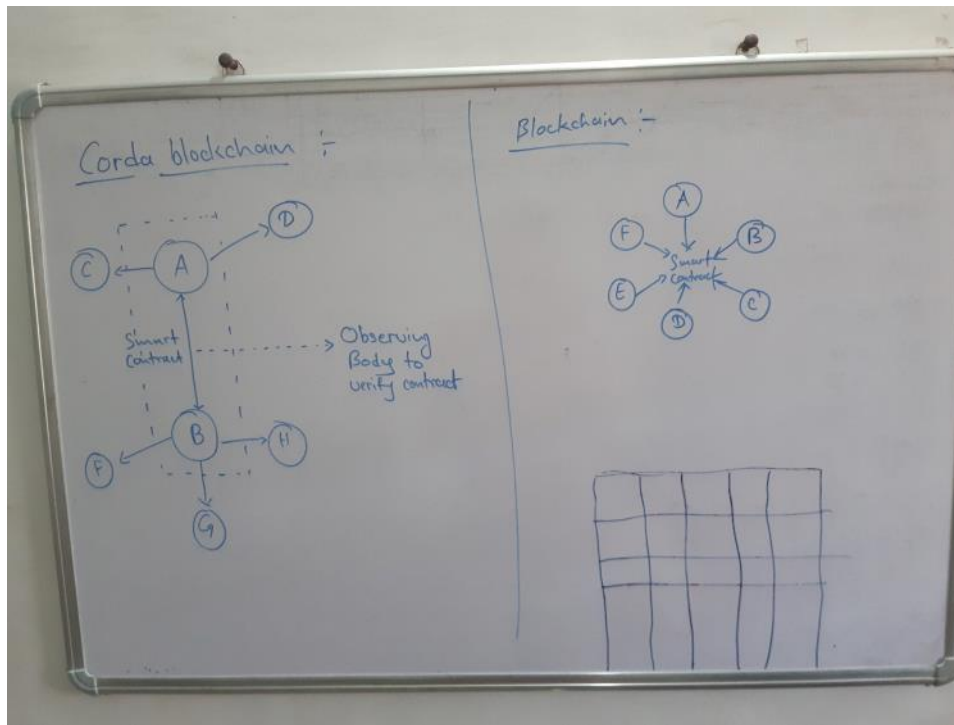 Corda blockchain :-
D
C
A
Smart
Contract
Observing
Body to
verify contract
B
F
H
G
Blockchain :-
A
F
B
Smart
Contract
E
C
D